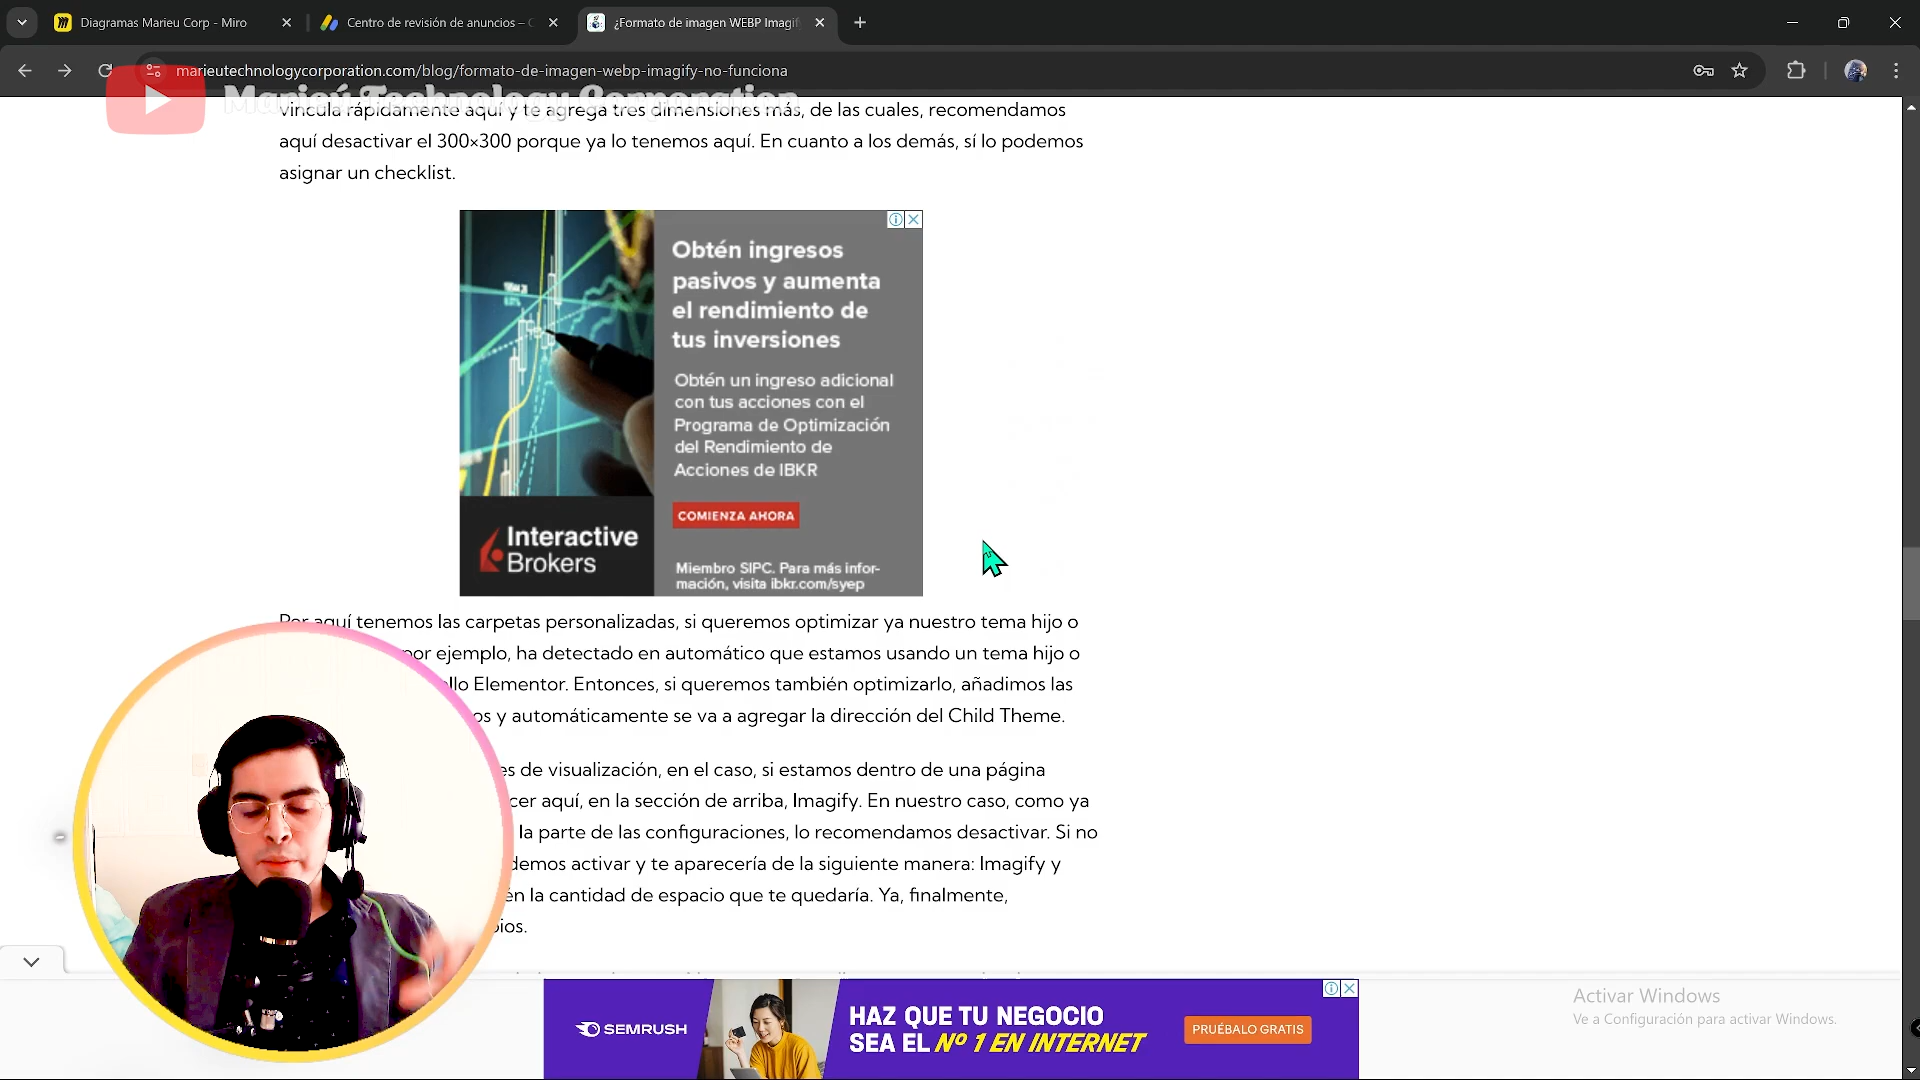 Diagramas Marieu Corp - Miro
Centro de revisión de anuncios –
¿Formato de imagen WEBP Imagify
marieutechnologycorporation.com/blog/formato-de-imagen-webp-imagify-no-funciona
Marieú Technology Corporation
vincula rápidamente aquí y te agrega tres dimensiones más, de las cuales, recomendamos
aquí desactivar el 300×300 porque ya lo tenemos aquí. En cuanto a los demás, sí lo podemos
asignar un checklist.
Obtén ingresos
pasivos y aumenta
el rendimiento de
tus inversiones
Obtén un ingreso adicional
con tus acciones con el
Programa de Optimización
del Rendimiento de
Acciones de IBKR
COMIENZA AHORA
Interactive
Brokers
Miembro SIPC. Para más infor-
mación, visita ibkr.com/syep
Por aquí tenemos las carpetas personalizadas, si queremos optimizar ya nuestro tema hijo o
por ejemplo, ha detectado en automático que estamos usando un tema hijo o
llo Elementor. Entonces, si queremos también optimizarlo, añadimos las
os y automáticamente se va a agregar la dirección del Child Theme.
es de visualización, en el caso, si estamos dentro de una página
cer aquí, en la sección de arriba, Imagify. En nuestro caso, como ya
la parte de las configuraciones, lo recomendamos desactivar. Si no
demos activar y te aparecería de la siguiente manera: Imagify y
én la cantidad de espacio que te quedaría. Ya, finalmente,
bios.
SEMRUSH
HAZ QUE TU NEGOCIO
SEA EL Nº 1 EN INTERNET
PRUÉBALO GRATIS
Activar Windows
Ve a Configuración para activar Windows.